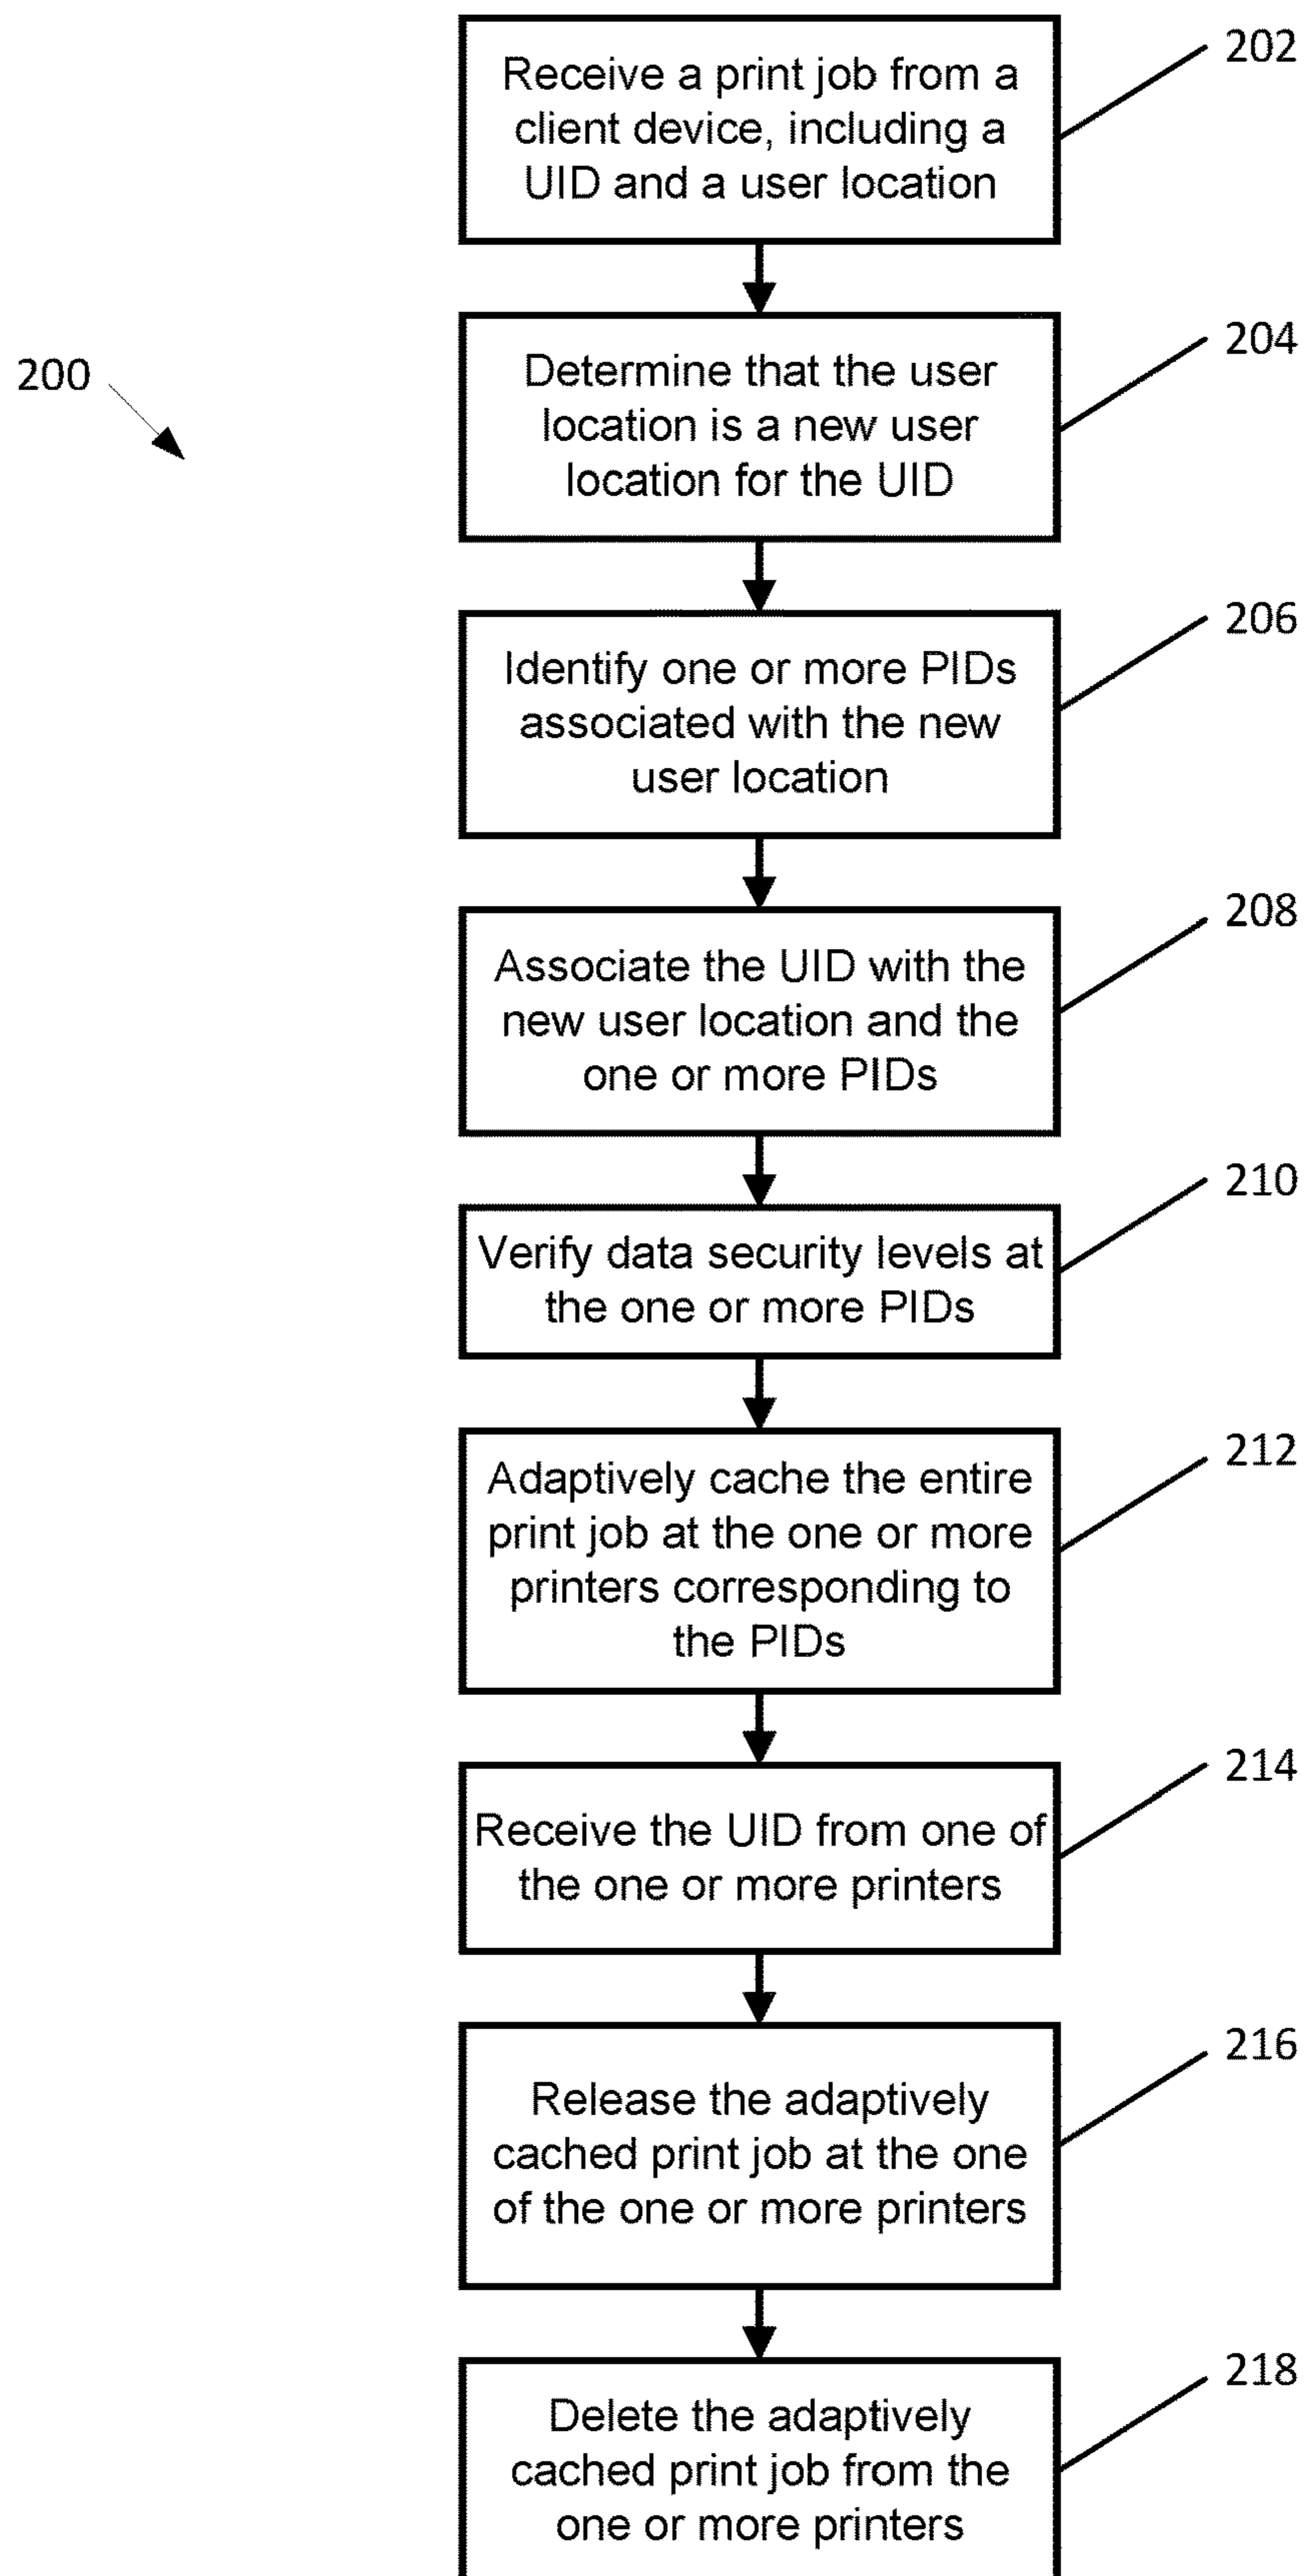 Receive a print job from a
client device, including a
UID and a user location
202
Determine that the user
location is a new user
location for the UID
204
200
Identify one or more PIDs
associated with the new
user location
206
Associate the UID with the
new user location and the
one or more PIDs
208
Verify data security levels at
the one or more PIDs
210
Adaptively cache the entire
print job at the one or more
printers corresponding to
the PIDs
212
Receive the UID from one of
the one or more printers
214
Release the adaptively
cached print job at the one
of the one or more printers
216
Delete the adaptively
cached print job from the
one or more printers
218